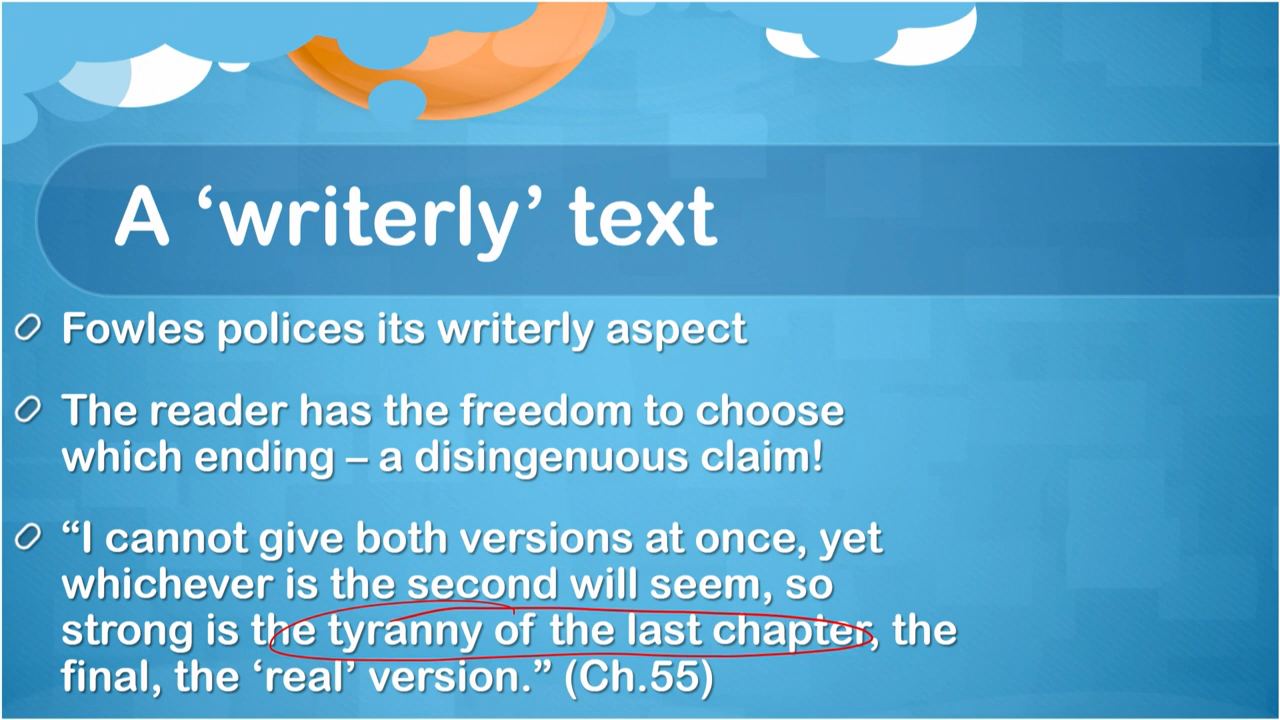 A ‘writerly’ text
Fowles polices its writerly aspect
The reader has the freedom to choose
which ending – a disingenuous claim!
“I cannot give both versions at once, yet
whichever is the second will seem, so
strong is the tyranny of the last chapter, the
final, the ‘real’ version.” (Ch.55)